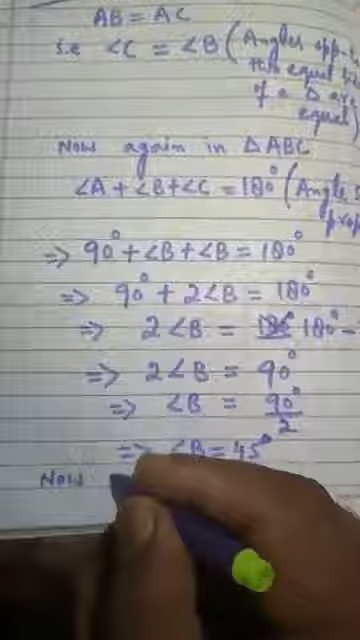 AB = AC
i.e ∠C = ∠B (Angles opp.
the equal
of a Δ are
equal)
Now again in ΔABC
∠A + ∠B + ∠C = 180° (Angle
prop
=> 90° + ∠B + ∠B = 180°
=> 90° + 2∠B = 180°
=> 2∠B = 180° -
=> 2∠B = 90°
=> ∠B = 90°/2
=> ∠B = 45°
Now